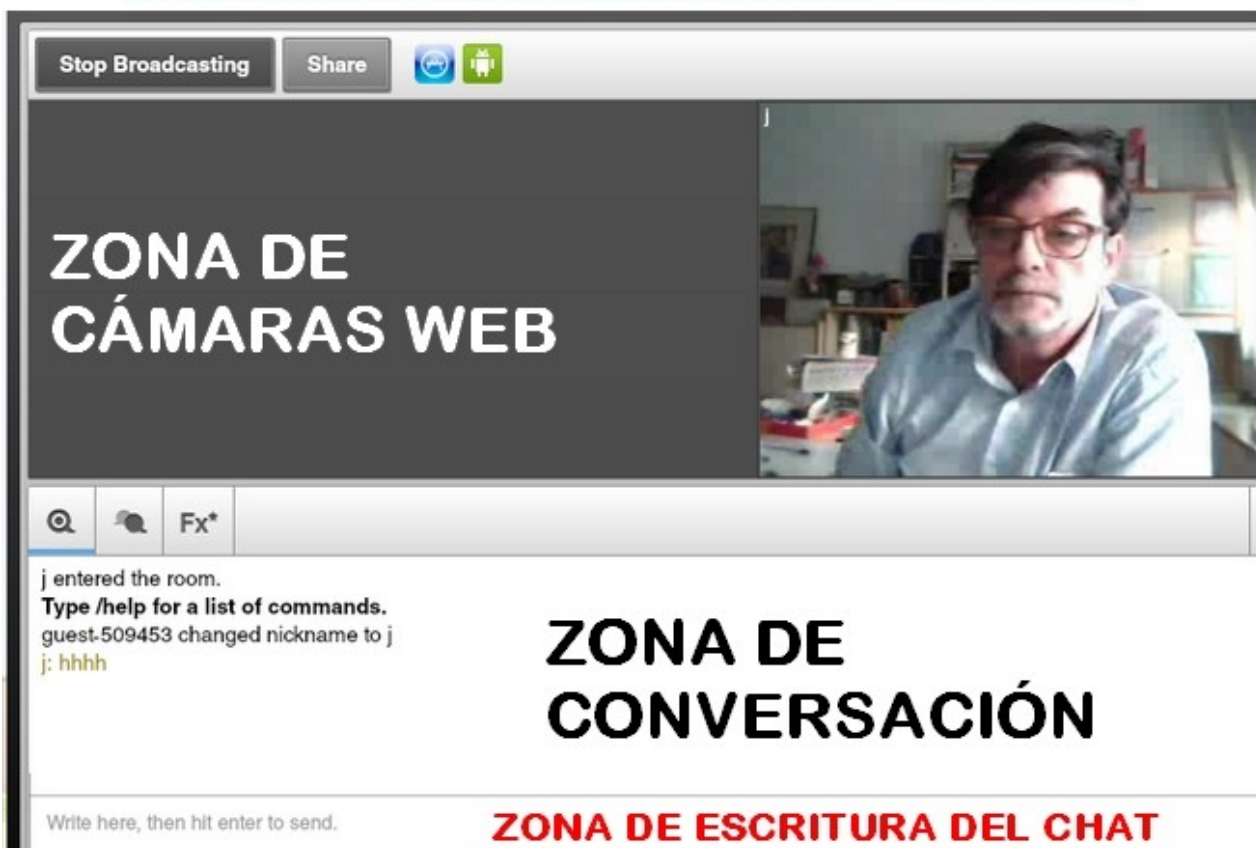 Stop Broadcasting
Share
j
ZONA DE
CÁMARAS WEB
Fx*
j entered the room.
Type /help for a list of commands.
guest-509453 changed nickname to j
j: hhhh
ZONA DE
CONVERSACIÓN
Write here, then hit enter to send.
ZONA DE ESCRITURA DEL CHAT